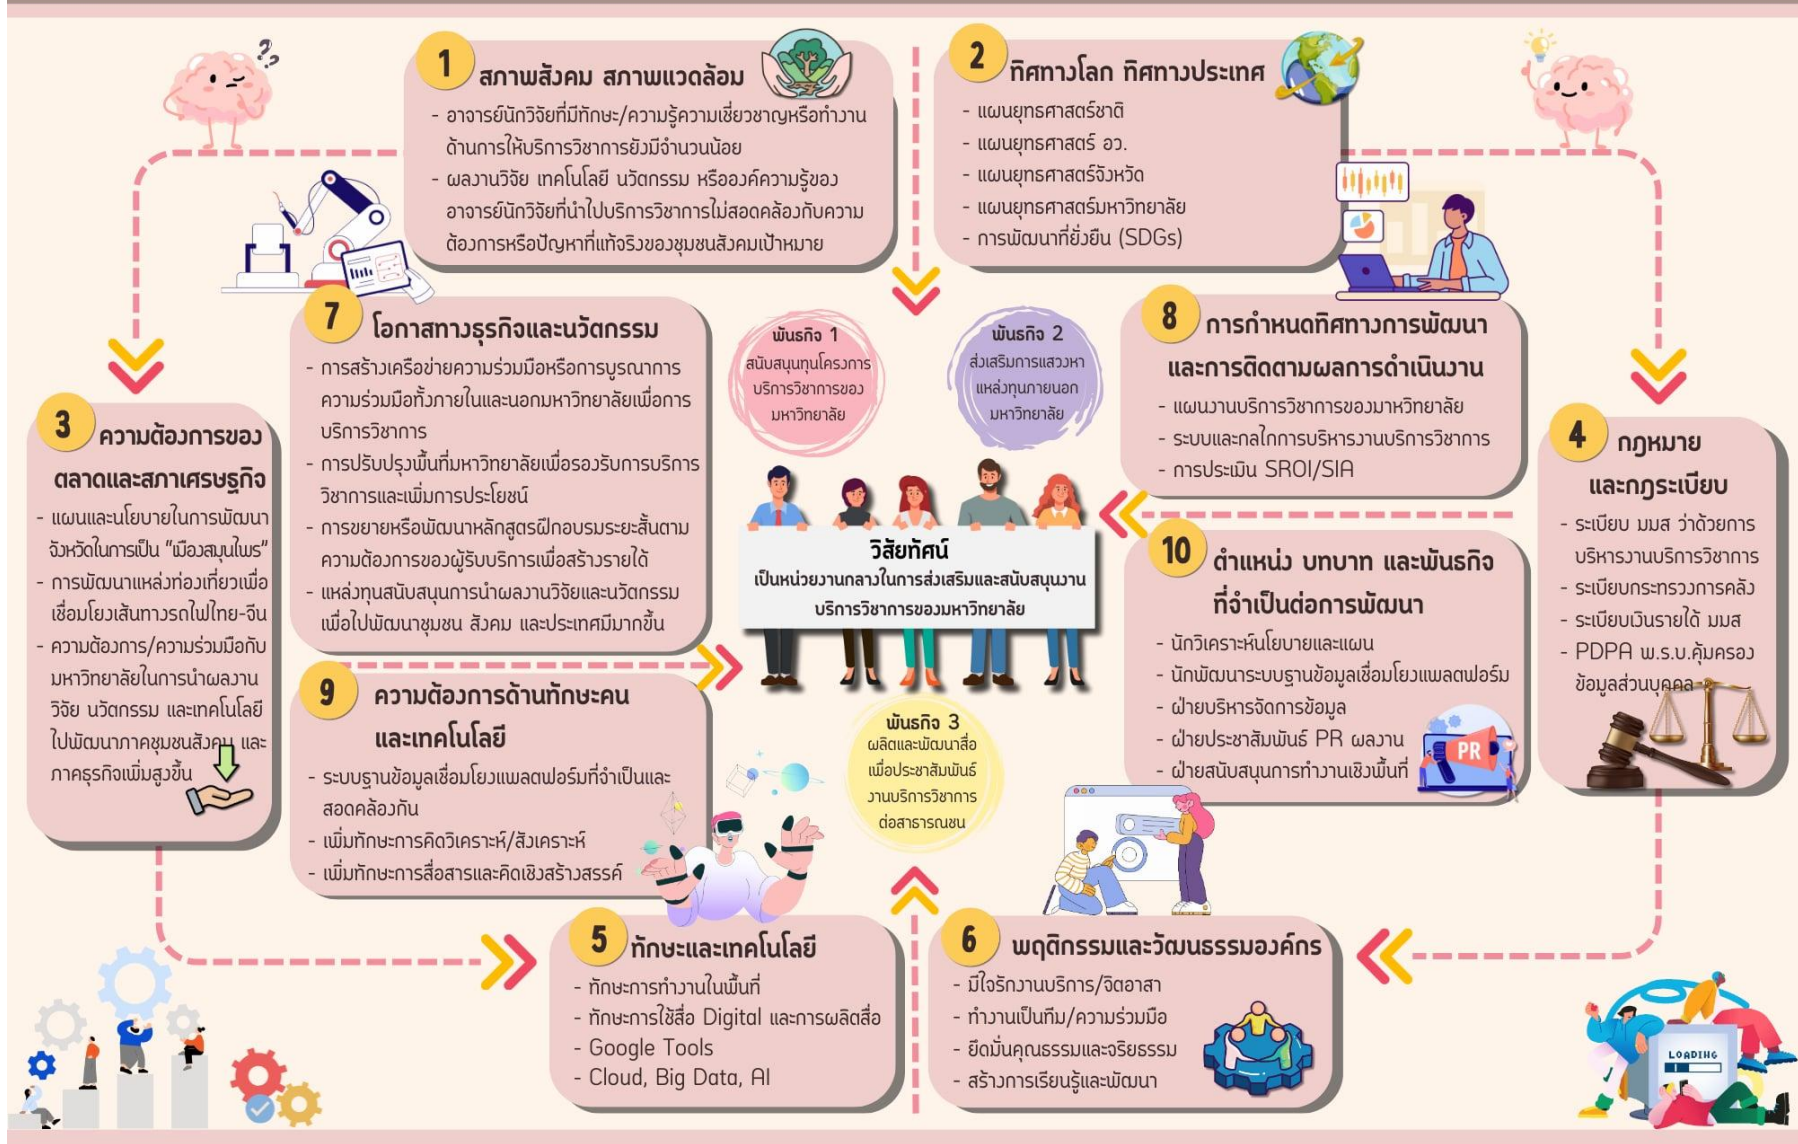 1
สภาพสังคม สภาพแวดล้อม
- อาจารย์นักวิจัยที่มีทักษะ/ความรู้ความเชี่ยวชาญหรือทำงาน
ด้านการให้บริการวิชาการยังมีจำนวนน้อย
- ผลงานวิจัย เทคโนโลยี นวัตกรรม หรือองค์ความรู้ของ
อาจารย์นักวิจัยที่นำไปบริการวิชาการไม่สอดคล้องกับความ
ต้องการหรือปัญหาที่แท้จริงของชุมชนสังคมเป้าหมาย
2
ทิศทางโลก ทิศทางประเทศ
- แผนยุทธศาสตร์ชาติ
- แผนยุทธศาสตร์ อว.
- แผนยุทธศาสตร์จังหวัด
- แผนยุทธศาสตร์มหาวิทยาลัย
- การพัฒนาที่ยั่งยืน (SDGs)
3
ความต้องการของ
ตลาดและสภาเศรษฐกิจ
- แผนและนโยบายในการพัฒนา
จังหวัดในการเป็น "เมืองสมุนไพร"
- การพัฒนาแหล่งท่องเที่ยวเพื่อ
เชื่อมโยงเส้นทางรถไฟไทย-จีน
- ความต้องการ/ความร่วมมือกับ
มหาวิทยาลัยในการนำผลงาน
วิจัย นวัตกรรม และเทคโนโลยี
ไปพัฒนาภาคชุมชนสังคม และ
ภาคธุรกิจเพิ่มสูงขึ้น
7
โอกาสทางธุรกิจและนวัตกรรม
- การสร้างเครือข่ายความร่วมมือหรือการบูรณาการ
ความร่วมมือทั้งภายในและนอกมหาวิทยาลัยเพื่อการ
บริการวิชาการ
- การปรับปรุงพื้นที่มหาวิทยาลัยเพื่อรองรับการบริการ
วิชาการและเพิ่มการประโยชน์
- การขยายหรือพัฒนาหลักสูตรฝึกอบรมระยะสั้นตาม
ความต้องการของผู้รับบริการเพื่อสร้างรายได้
- แหล่งทุนสนับสนุนการนำผลงานวิจัยและนวัตกรรม
เพื่อไปพัฒนาชุมชน สังคม และประเทศมีมากขึ้น
พันธกิจ 1
สนับสนุนทุนโครงการ
บริการวิชาการของ
มหาวิทยาลัย
พันธกิจ 2
ส่งเสริมการแสวงหา
แหล่งทุนภายนอก
มหาวิทยาลัย
วิสัยทัศน์
เป็นหน่วยงานกลางในการส่งเสริมและสนับสนุนงาน
บริการวิชาการของมหาวิทยาลัย
พันธกิจ 3
ผลิตและพัฒนาสื่อ
เพื่อประชาสัมพันธ์
งานบริการวิชาการ
ต่อสาธารณชน
8
การกำหนดทิศทางการพัฒนา
และการติดตามผลการดำเนินงาน
- แผนงานบริการวิชาการของมาหวิทยาลัย
- ระบบและกลไกการบริหารงานบริการวิชาการ
- การประเมิน SROI/SIA
4
กฎหมาย
และกฎระเบียบ
- ระเบียบ มมส ว่าด้วยการ
บริหารงานบริการวิชาการ
- ระเบียบกระทรวงการคลัง
- ระเบียบเงินรายได้ มมส
- PDPA พ.ร.บ.คุ้มครอง
ข้อมูลส่วนบุคคล
9
ความต้องการด้านทักษะคน
และเทคโนโลยี
- ระบบฐานข้อมูลเชื่อมโยงแพลตฟอร์มที่จำเป็นและ
สอดคล้องกัน
- เพิ่มทักษะการคิดวิเคราะห์/สังเคราะห์
- เพิ่มทักษะการสื่อสารและคิดเชิงสร้างสรรค์
10
ตำแหน่ง บทบาท และพันธกิจ
ที่จำเป็นต่อการพัฒนา
- นักวิเคราะห์นโยบายและแผน
- นักพัฒนาระบบฐานข้อมูลเชื่อมโยงแพลตฟอร์ม
- ฝ่ายบริหารจัดการข้อมูล
- ฝ่ายประชาสัมพันธ์ PR ผลงาน
- ฝ่ายสนับสนุนการทำงานเชิงพื้นที่
PR
5
ทักษะและเทคโนโลยี
- ทักษะการทำงานในพื้นที่
- ทักษะการใช้สื่อ Digital และการผลิตสื่อ
- Google Tools
- Cloud, Big Data, AI
6
พฤติกรรมและวัฒนธรรมองค์กร
- มีใจรักงานบริการ/จิตอาสา
- ทำงานเป็นทีม/ความร่วมมือ
- ยึดมั่นคุณธรรมและจริยธรรม
- สร้างการเรียนรู้และพัฒนา
LOADING